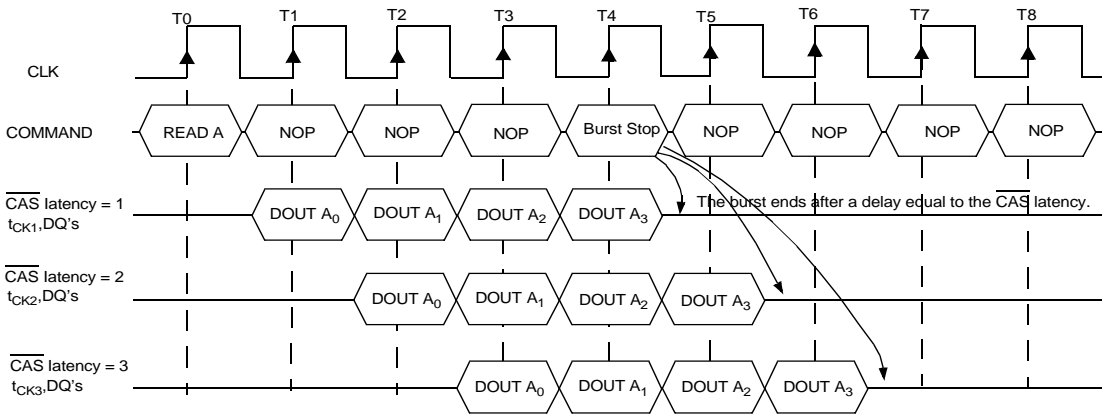 T0 T1 T2 T3 T4 T5 T6 T7 T8
CLK
COMMAND READ A NOP NOP NOP Burst Stop NOP NOP NOP NOP
CAS latency = 1
tCK1,DQ's DOUT A0 DOUT A1 DOUT A2 DOUT A3 The burst ends after a delay equal to the CAS latency.
CAS latency = 2
tCK2,DQ's DOUT A0 DOUT A1 DOUT A2 DOUT A3
CAS latency = 3
tCK3,DQ's DOUT A0 DOUT A1 DOUT A2 DOUT A3